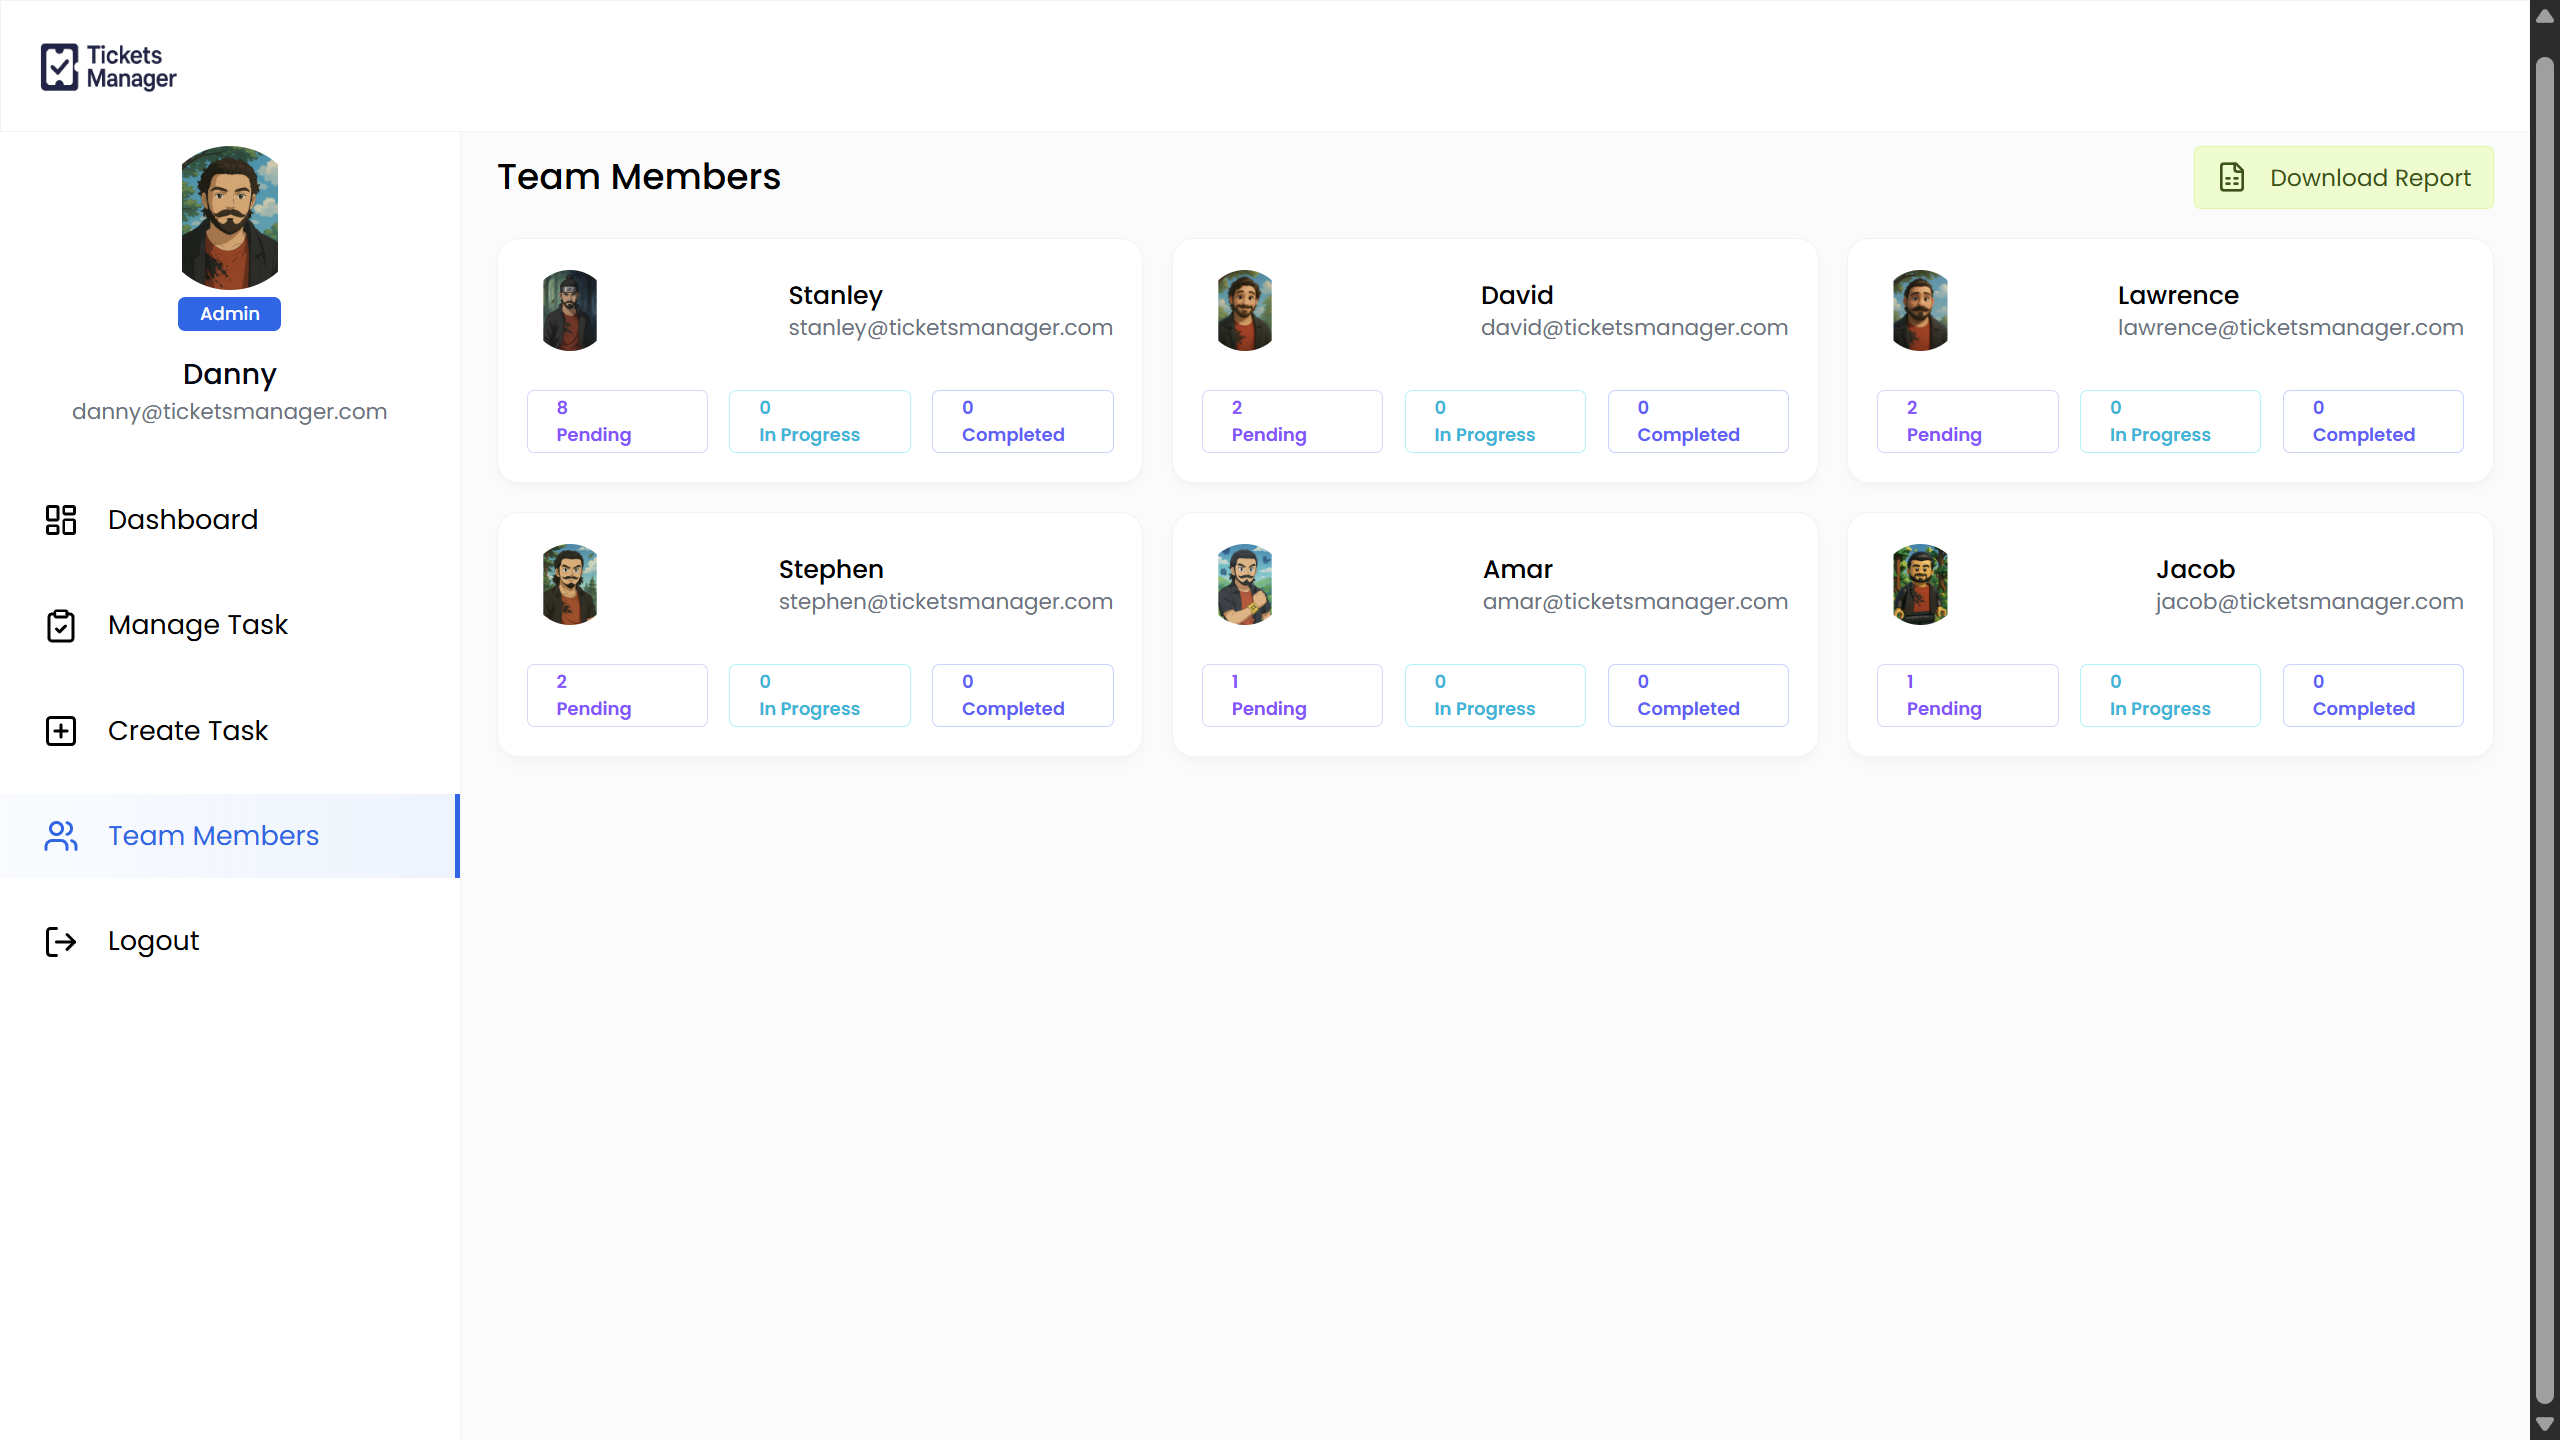 Tickets
Manager
Admin
Danny
danny@ticketsmanager.com
Dashboard
Manage Task
Create Task
Team Members
Logout
Team Members
Download Report
Stanley
stanley@ticketsmanager.com
8
Pending
0
In Progress
0
Completed
David
david@ticketsmanager.com
2
Pending
0
In Progress
0
Completed
Lawrence
lawrence@ticketsmanager.com
2
Pending
0
In Progress
0
Completed
Stephen
stephen@ticketsmanager.com
2
Pending
0
In Progress
0
Completed
Amar
amar@ticketsmanager.com
1
Pending
0
In Progress
0
Completed
Jacob
jacob@ticketsmanager.com
1
Pending
0
In Progress
0
Completed